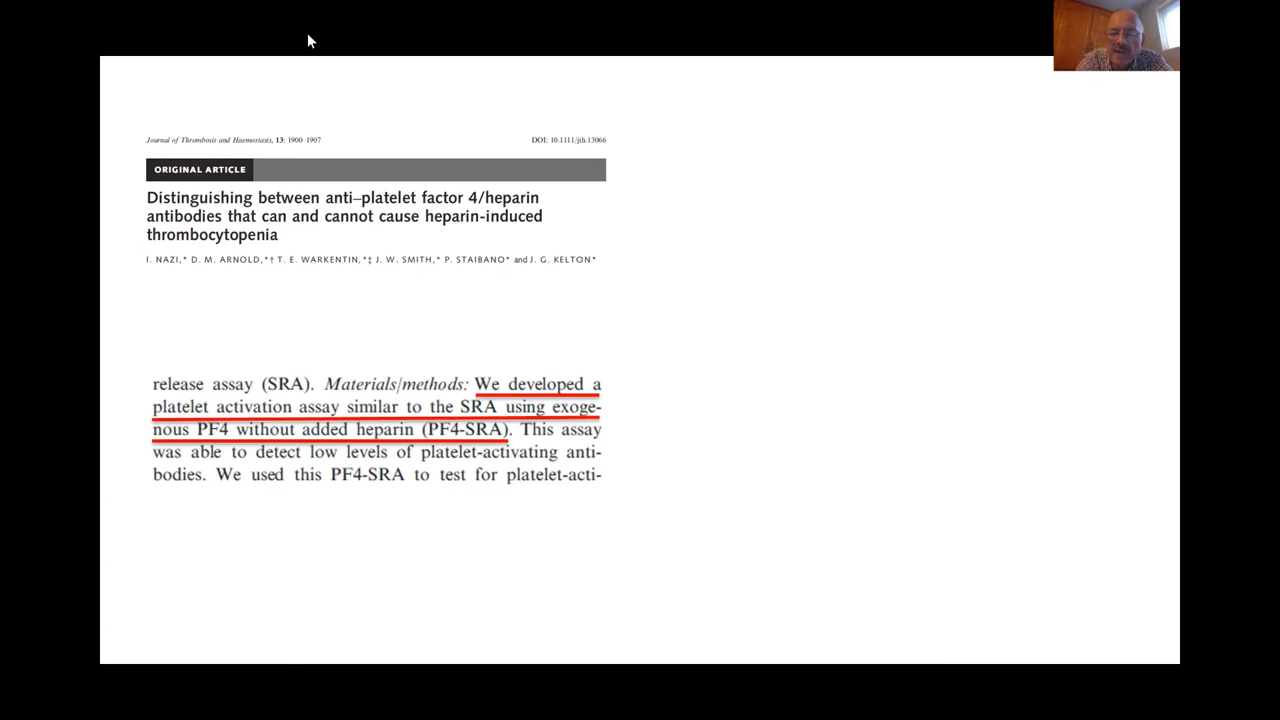 Journal of Thrombosis and Haemostasis, 13: 1900–1907
DOI: 10.1111/jth.13066
ORIGINAL ARTICLE
Distinguishing between anti–platelet factor 4/heparin
antibodies that can and cannot cause heparin-induced
thrombocytopenia
I. NAZI,* D. M. ARNOLD,*† T. E. WARKENTIN,*‡ J. W. SMITH,* P. STAIBANO* and J. G. KELTON*
release assay (SRA). Materials/methods: We developed a
platelet activation assay similar to the SRA using exoge-
nous PF4 without added heparin (PF4-SRA). This assay
was able to detect low levels of platelet-activating anti-
bodies. We used this PF4-SRA to test for platelet-acti-